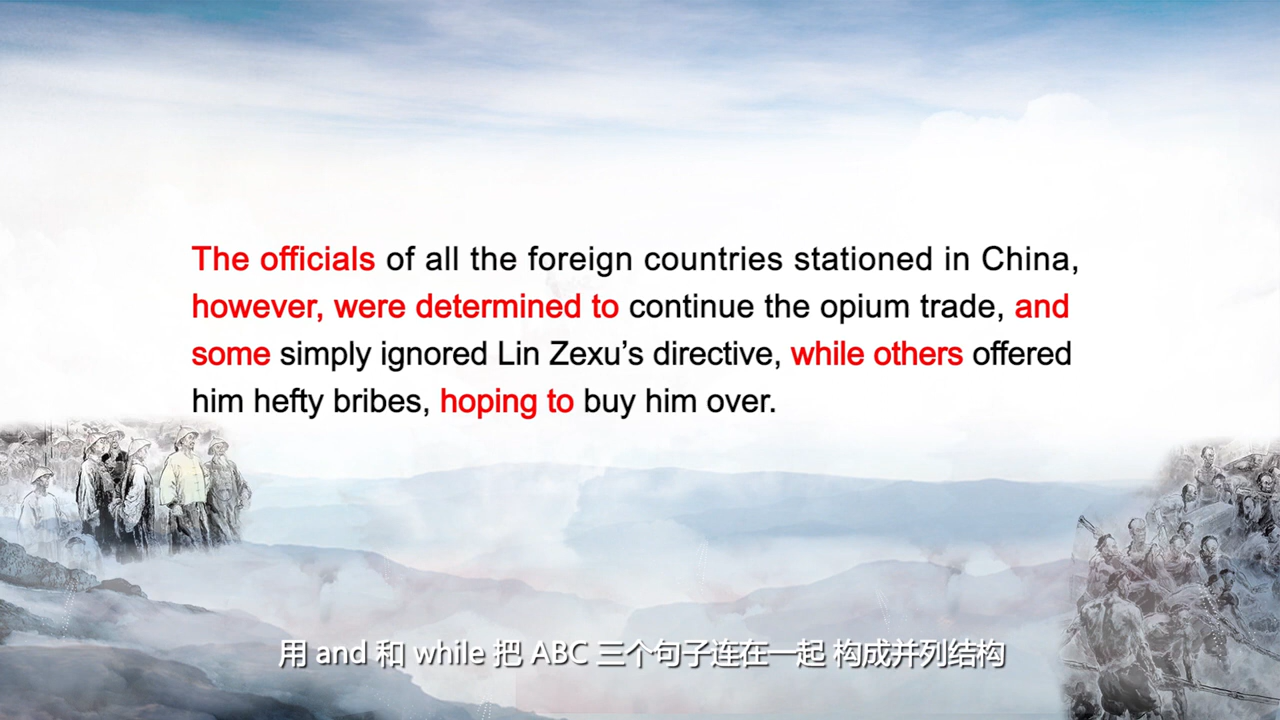 The officials of all the foreign countries stationed in China,
however, were determined to continue the opium trade, and
some simply ignored Lin Zexu’s directive, while others offered
him hefty bribes, hoping to buy him over.
用 and 和 while 把 ABC 三个句子连在一起 构成并列结构